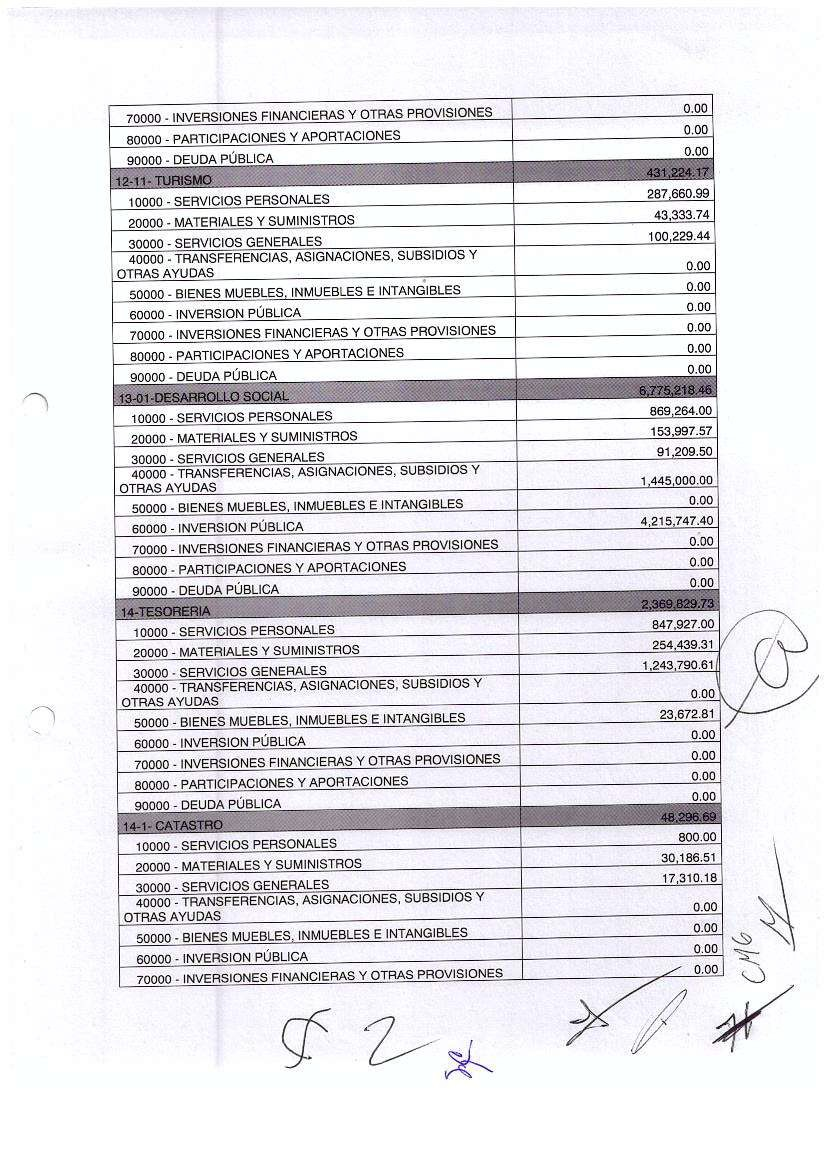 70000 - INVERSIONES FINANCIERAS Y OTRAS PROVISIONES 0.00
80000 - PARTICIPACIONES Y APORTACIONES 0.00
90000 - DEUDA PÚBLICA 0.00
12-11- TURISMO 431,224.17
10000 - SERVICIOS PERSONALES 287,660.99
20000 - MATERIALES Y SUMINISTROS 43,333.74
30000 - SERVICIOS GENERALES 100,229.44
40000 - TRANSFERENCIAS, ASIGNACIONES, SUBSIDIOS Y
OTRAS AYUDAS 0.00
50000 - BIENES MUEBLES, INMUEBLES E INTANGIBLES 0.00
60000 - INVERSION PÚBLICA 0.00
70000 - INVERSIONES FINANCIERAS Y OTRAS PROVISIONES 0.00
80000 - PARTICIPACIONES Y APORTACIONES 0.00
90000 - DEUDA PÚBLICA 0.00
13-01-DESARROLLO SOCIAL 6,775,218.46
10000 - SERVICIOS PERSONALES 869,264.00
20000 - MATERIALES Y SUMINISTROS 153,997.57
30000 - SERVICIOS GENERALES 91,209.50
40000 - TRANSFERENCIAS, ASIGNACIONES, SUBSIDIOS Y
OTRAS AYUDAS 1,445,000.00
50000 - BIENES MUEBLES, INMUEBLES E INTANGIBLES 0.00
60000 - INVERSION PÚBLICA 4,215,747.40
70000 - INVERSIONES FINANCIERAS Y OTRAS PROVISIONES 0.00
80000 - PARTICIPACIONES Y APORTACIONES 0.00
90000 - DEUDA PÚBLICA 0.00
14-TESORERIA 2,369,829.73
10000 - SERVICIOS PERSONALES 847,927.00
20000 - MATERIALES Y SUMINISTROS 254,439.31
30000 - SERVICIOS GENERALES 1,243,790.61
40000 - TRANSFERENCIAS, ASIGNACIONES, SUBSIDIOS Y
OTRAS AYUDAS 0.00
50000 - BIENES MUEBLES, INMUEBLES E INTANGIBLES 23,672.81
60000 - INVERSION PÚBLICA 0.00
70000 - INVERSIONES FINANCIERAS Y OTRAS PROVISIONES 0.00
80000 - PARTICIPACIONES Y APORTACIONES 0.00
90000 - DEUDA PÚBLICA 0.00
14-1- CATASTRO 48,296.69
10000 - SERVICIOS PERSONALES 800.00
20000 - MATERIALES Y SUMINISTROS 30,186.51
30000 - SERVICIOS GENERALES 17,310.18
40000 - TRANSFERENCIAS, ASIGNACIONES, SUBSIDIOS Y
OTRAS AYUDAS 0.00
50000 - BIENES MUEBLES, INMUEBLES E INTANGIBLES 0.00
60000 - INVERSION PÚBLICA 0.00
70000 - INVERSIONES FINANCIERAS Y OTRAS PROVISIONES 0.00